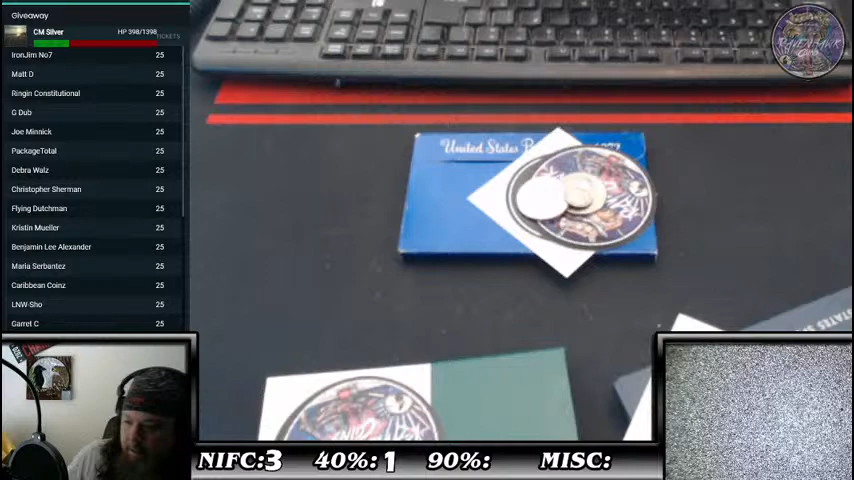 Giveaway
CM Silver
HP 398/1398
TICKETS
IronJim No7 25
Matt D 25
Ringin Constitutional 25
G Dub 25
Joe Minnick 25
PackageTotal 25
Debra Walz 25
Christopher Sherman 25
Flying Dutchman 25
Kristin Mueller 25
Benjamin Lee Alexander 25
Maria Serbantez 25
Caribbean Coinz 25
LNW-Sho 25
Garret C 25
United States
NIFC:3 40%:1 90%: MISC: